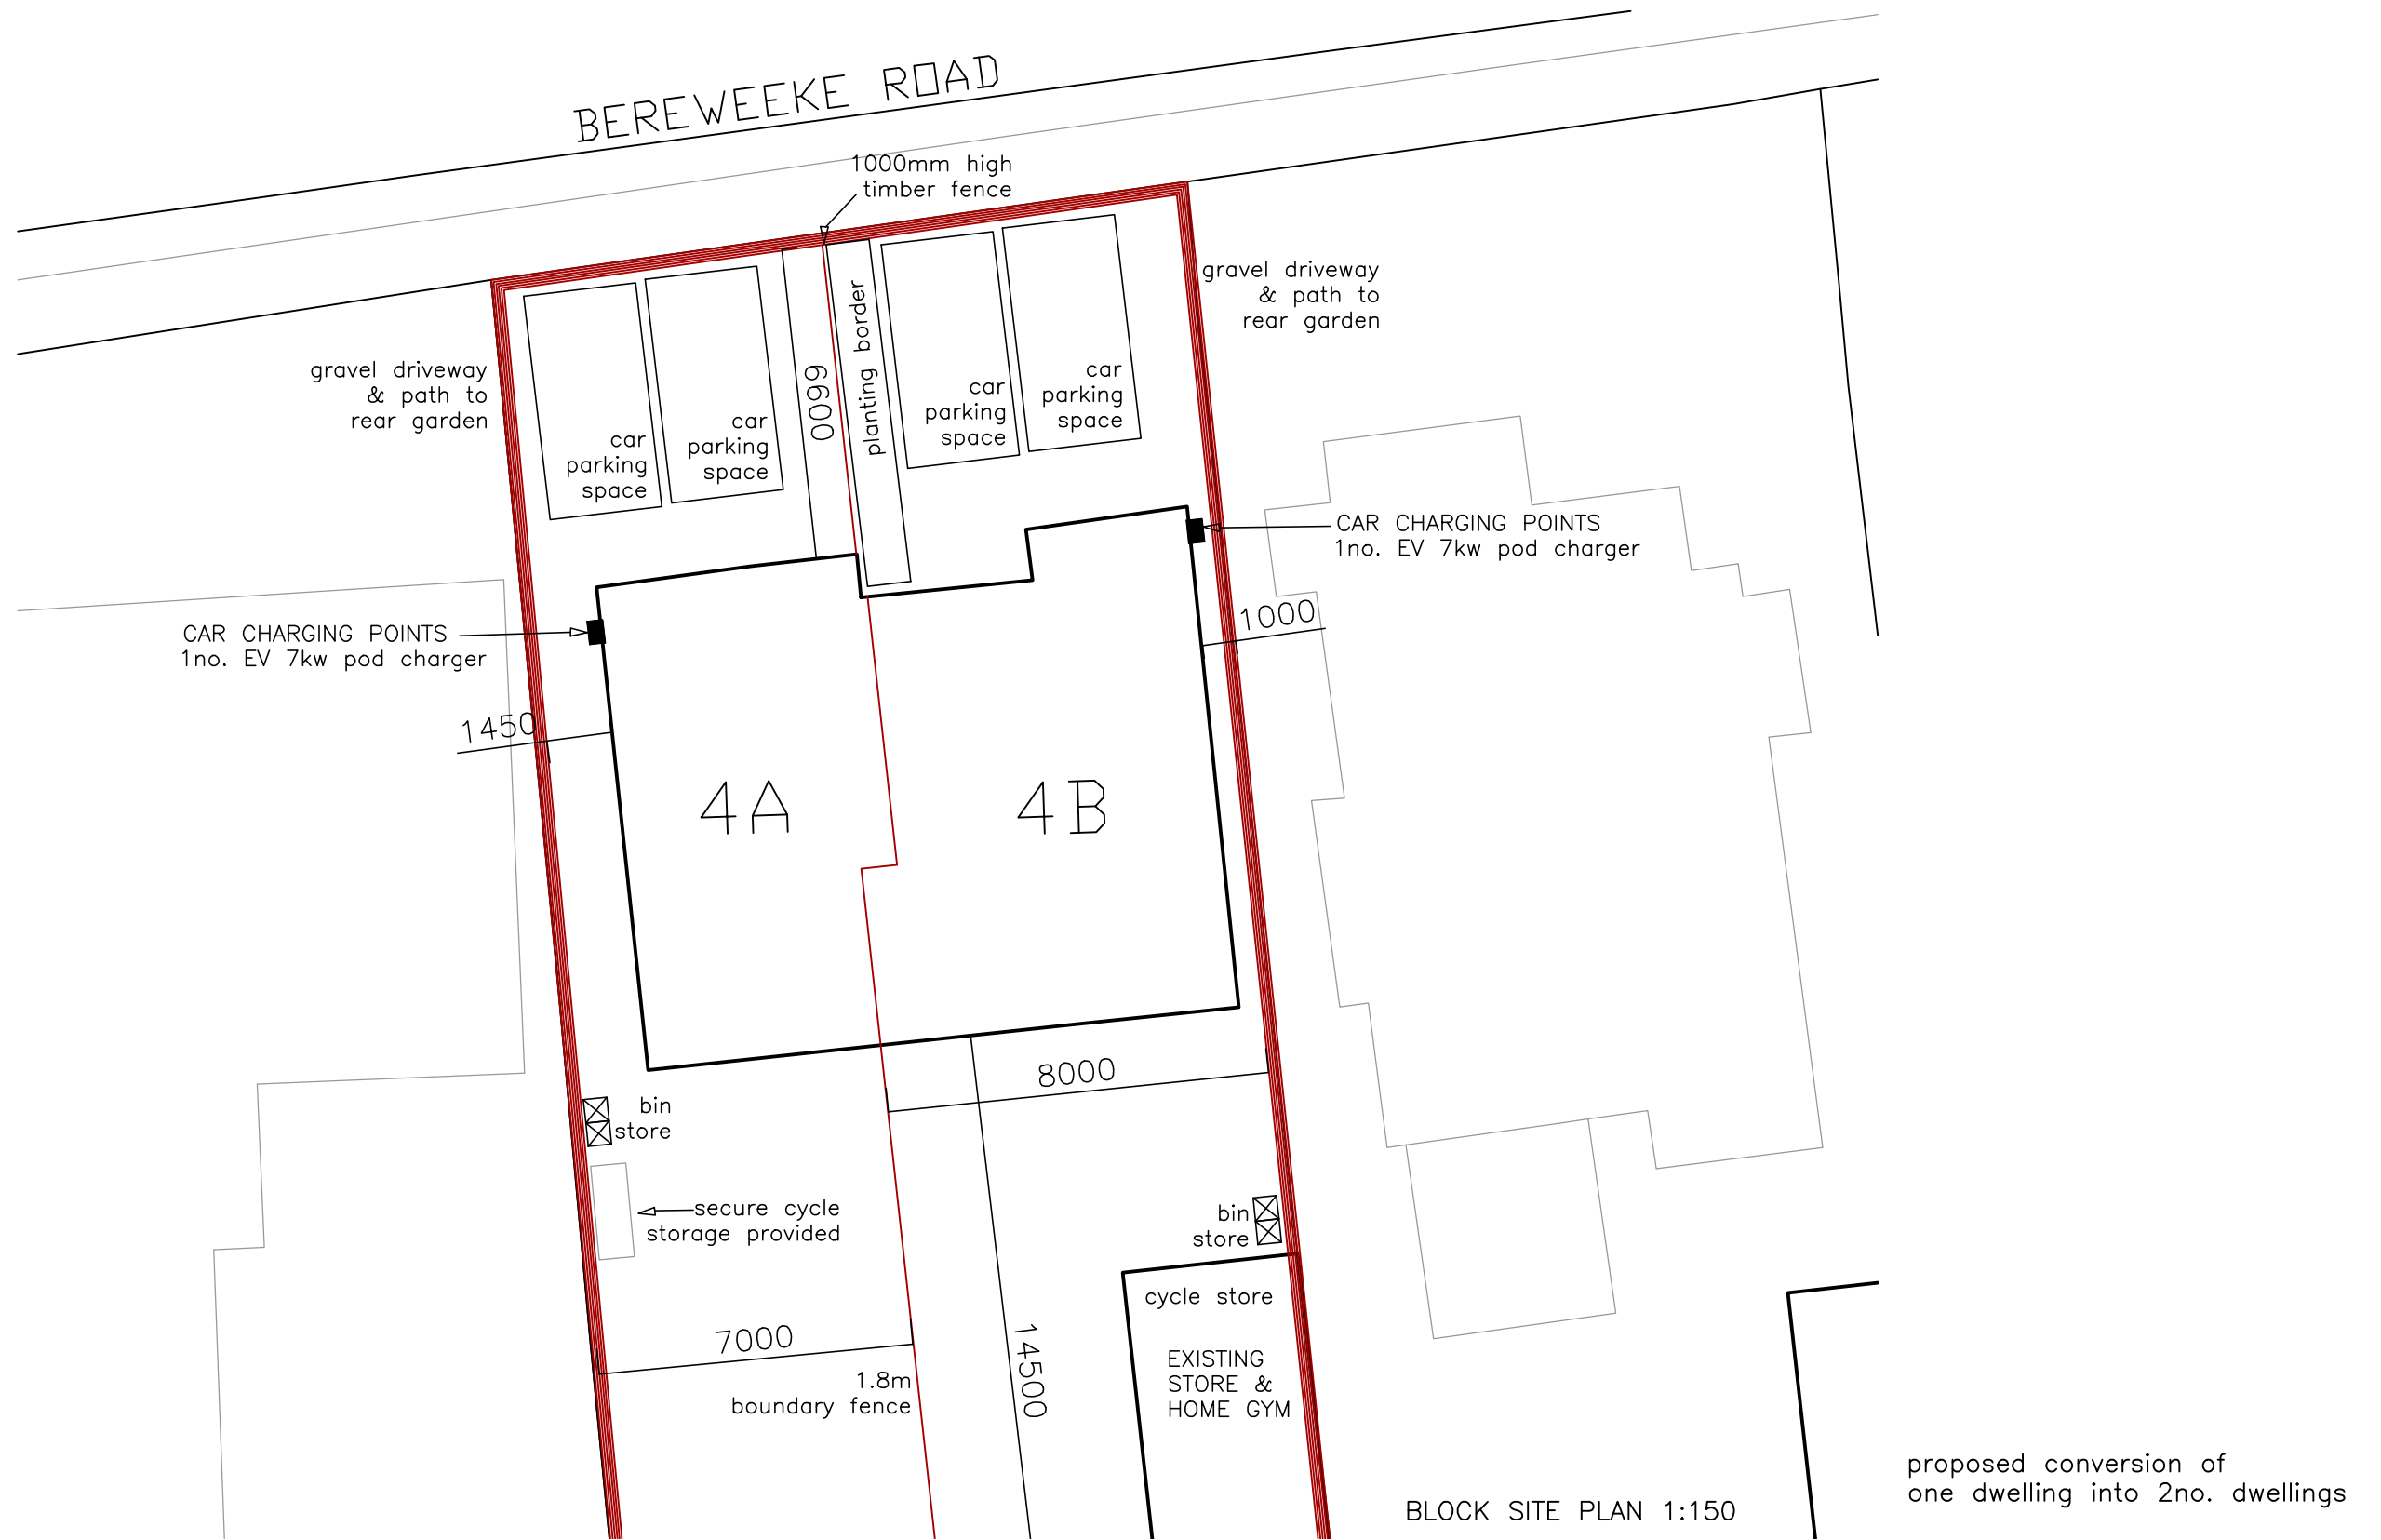 BEREWEEKE ROAD
1000mm high
timber fence
gravel driveway
& path to
rear garden
gravel driveway
& path to
rear garden
car
parking
space
car
parking
space
6600
planting border
car
parking
space
car
parking
space
CAR CHARGING POINTS
1no. EV 7kw pod charger
CAR CHARGING POINTS
1no. EV 7kw pod charger
1000
1450
4A
4B
8000
bin
store
secure cycle
storage provided
bin
store
cycle store
7000
14500
EXISTING
STORE &
HOME GYM
1.8m
boundary fence
BLOCK SITE PLAN 1:150
proposed conversion of
one dwelling into 2no. dwellings